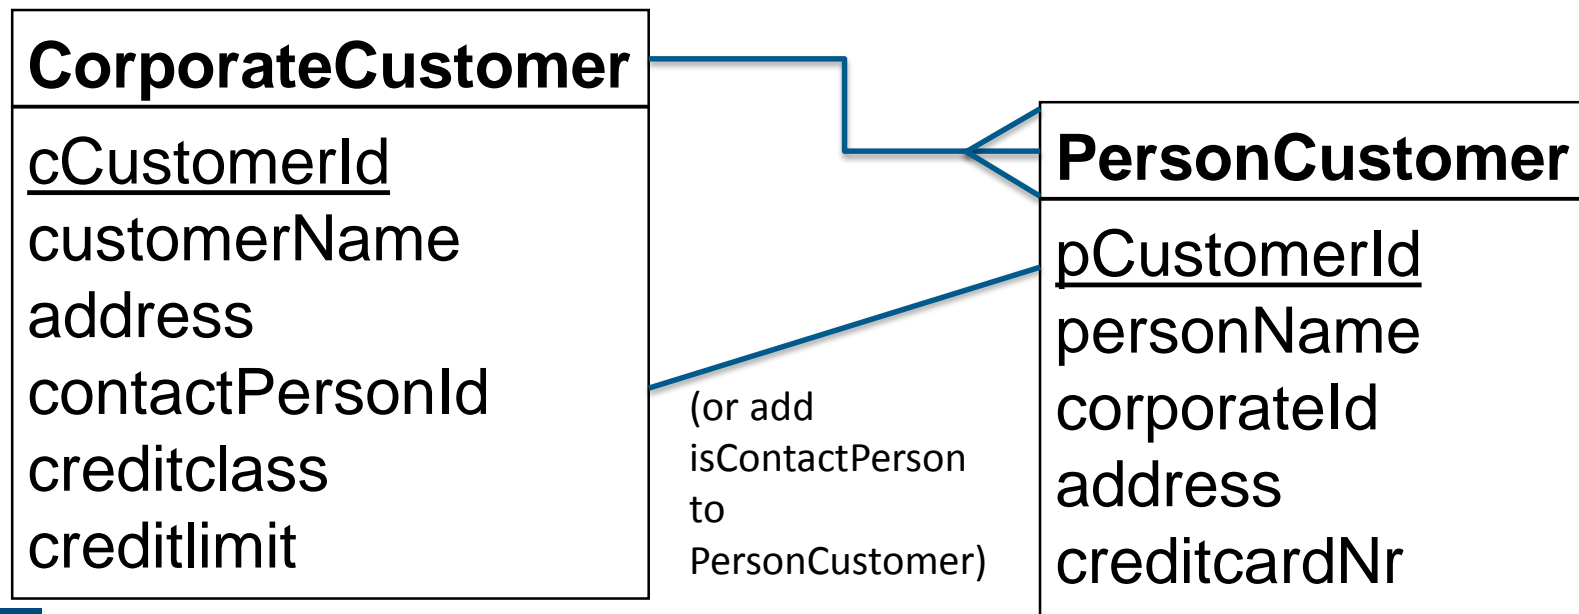 CorporateCustomer
cCustomerId
customerName
address
contactPersonId
creditclass
creditlimit
(or add
isContactPerson
to
PersonCustomer)
PersonCustomer
pCustomerId
personName
corporateId
address
creditcardNr